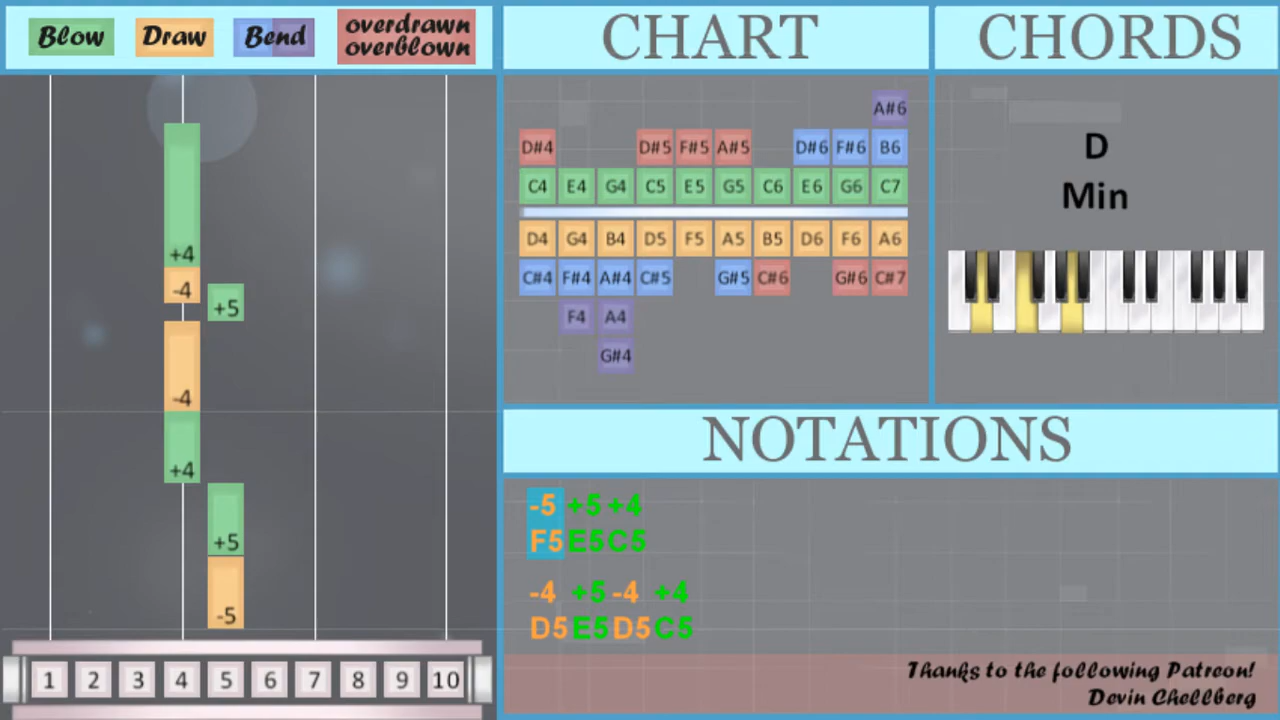 Blow Draw Bend overdrawn overblown
CHART
CHORDS
+4
-4
+5
-4
+4
+5
-5
1 2 3 4 5 6 7 8 9 10
A#6
D#4 D#5 F#5 A#5 D#6 F#6 B6
C4 E4 G4 C5 E5 G5 C6 E6 G6 C7
D4 G4 B4 D5 F5 A5 B5 D6 F6 A6
C#4 F#4 A#4 C#5 G#5 C#6 G#6 C#7
F4 A4
G#4
D
Min
NOTATIONS
-5 +5 +4
F5 E5 C5
-4 +5 -4 +4
D5 E5 D5 C5
Thanks to the following Patreon!
Devin Chellberg